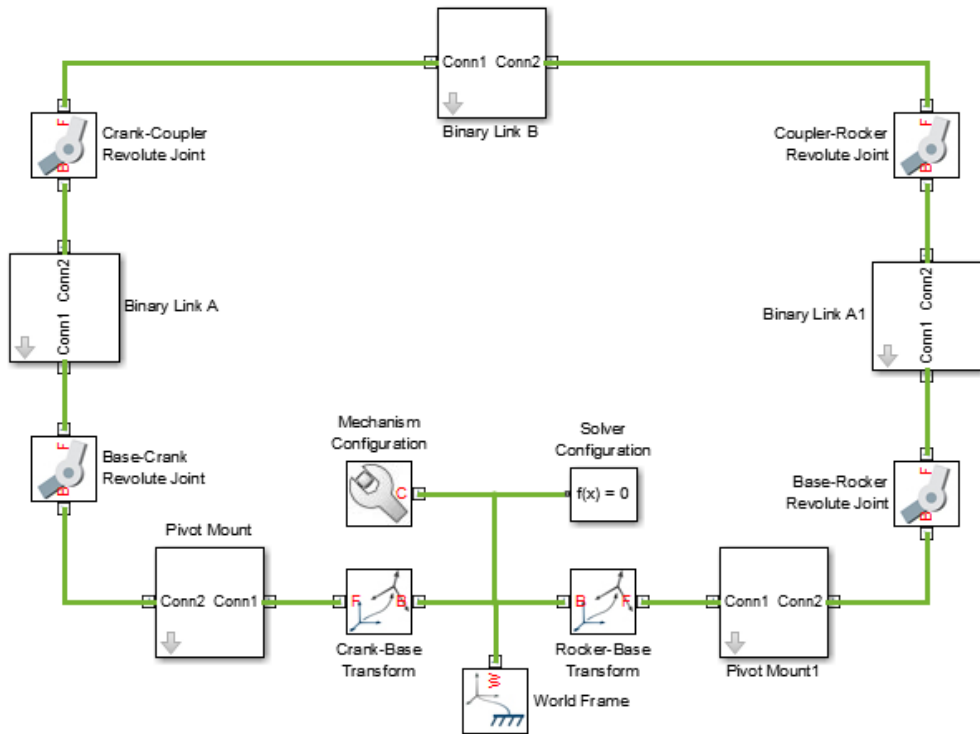 Conn1 Conn2
Binary Link B
F
B
Crank-Coupler
Revolute Joint
Coupler-Rocker
Revolute Joint
F
B
Conn2
Conn1
Binary Link A
Binary Link A1
Conn2
Conn1
F
B
Base-Crank
Revolute Joint
Mechanism
Configuration
C
Solver
Configuration
f(x) = 0
Base-Rocker
Revolute Joint
F
B
Pivot Mount
Conn2 Conn1
F B
Crank-Base
Transform
B F
Rocker-Base
Transform
Conn1 Conn2
Pivot Mount1
W
World Frame